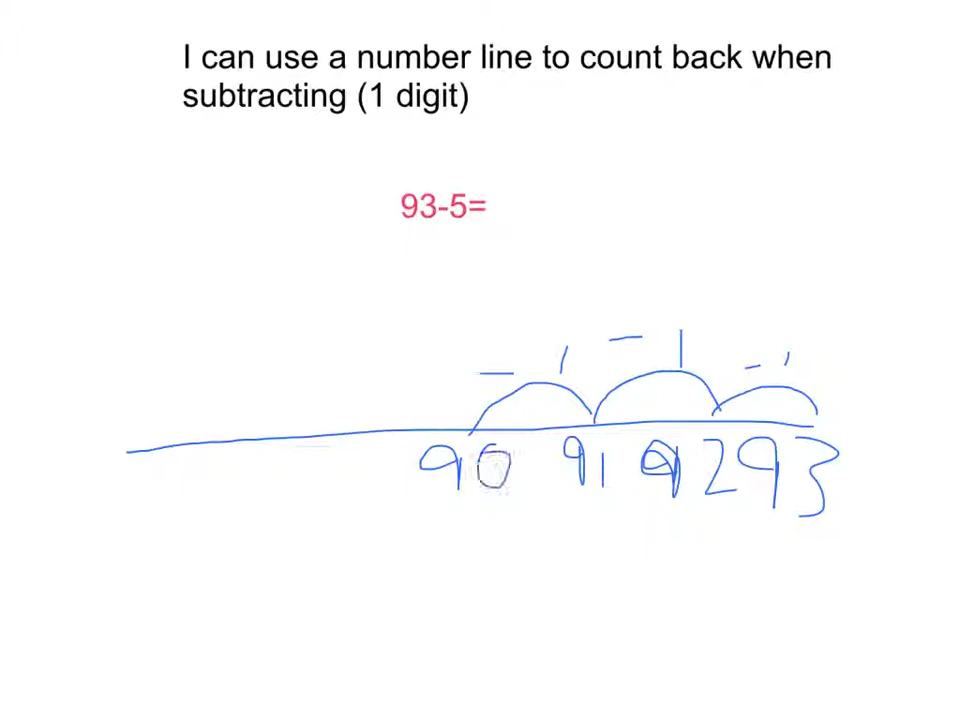 I can use a number line to count back when
subtracting (1 digit)
93-5=
- 1 - 1 - 1
90 91 92 93